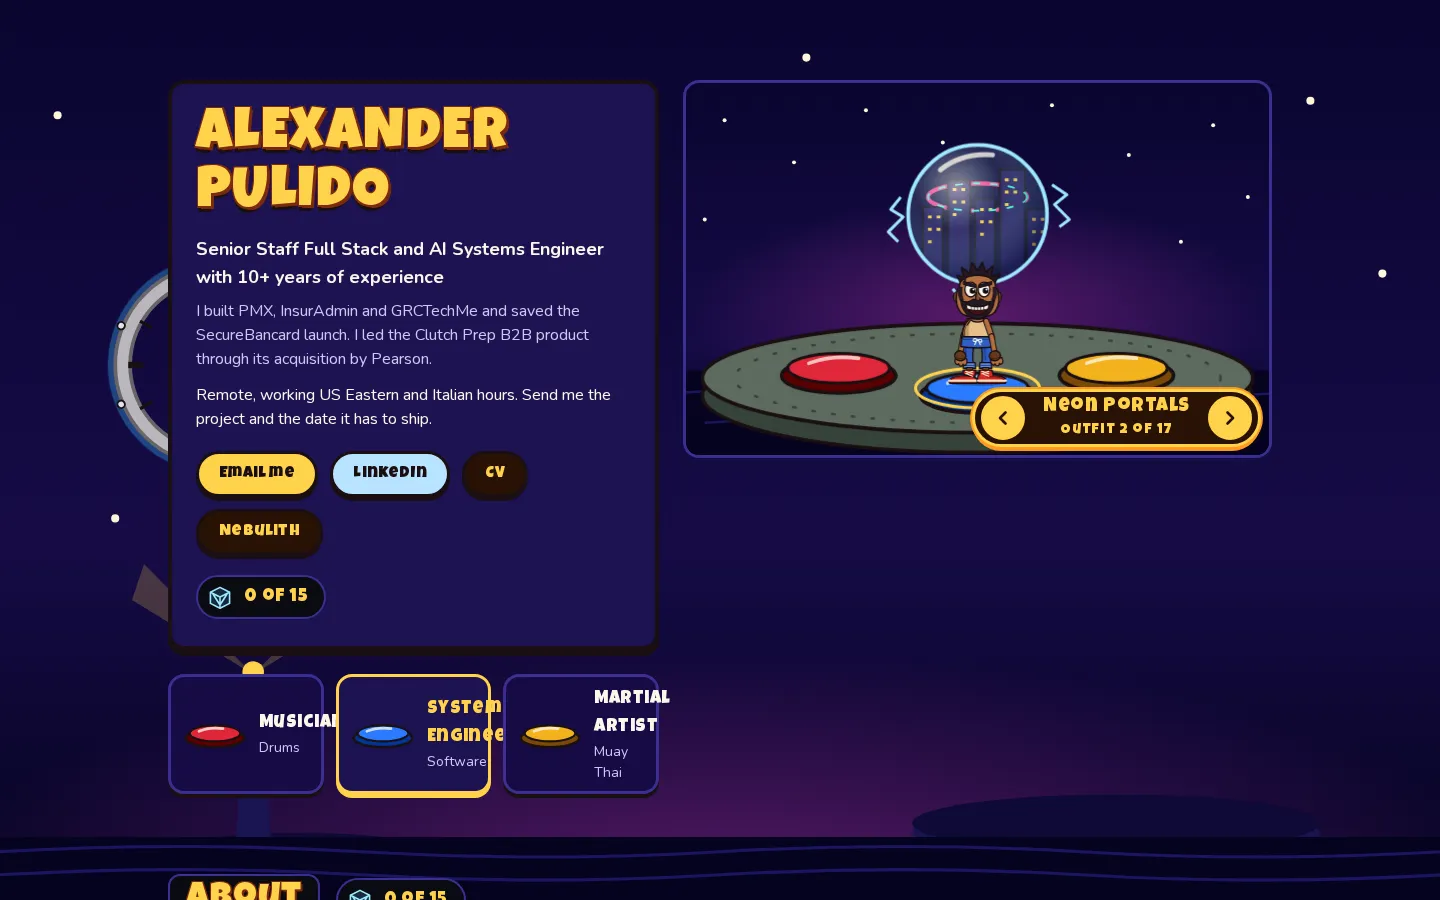 ALEXANDER
PULIDO
Senior Staff Full Stack and AI Systems Engineer
with 10+ years of experience
I built PMX, InsurAdmin and GRCTechMe and saved the
SecureBancard launch. I led the Clutch Prep B2B product
through its acquisition by Pearson.
Remote, working US Eastern and Italian hours. Send me the
project and the date it has to ship.
Email me
LinkedIn
CV
Nebulith
0 OF 15
Neon Portals
Outfit 2 of 17
Musician
Drums
System
Enginee
Software
Martial
Artist
Muay
Thai
ABOUT
0 OF 15